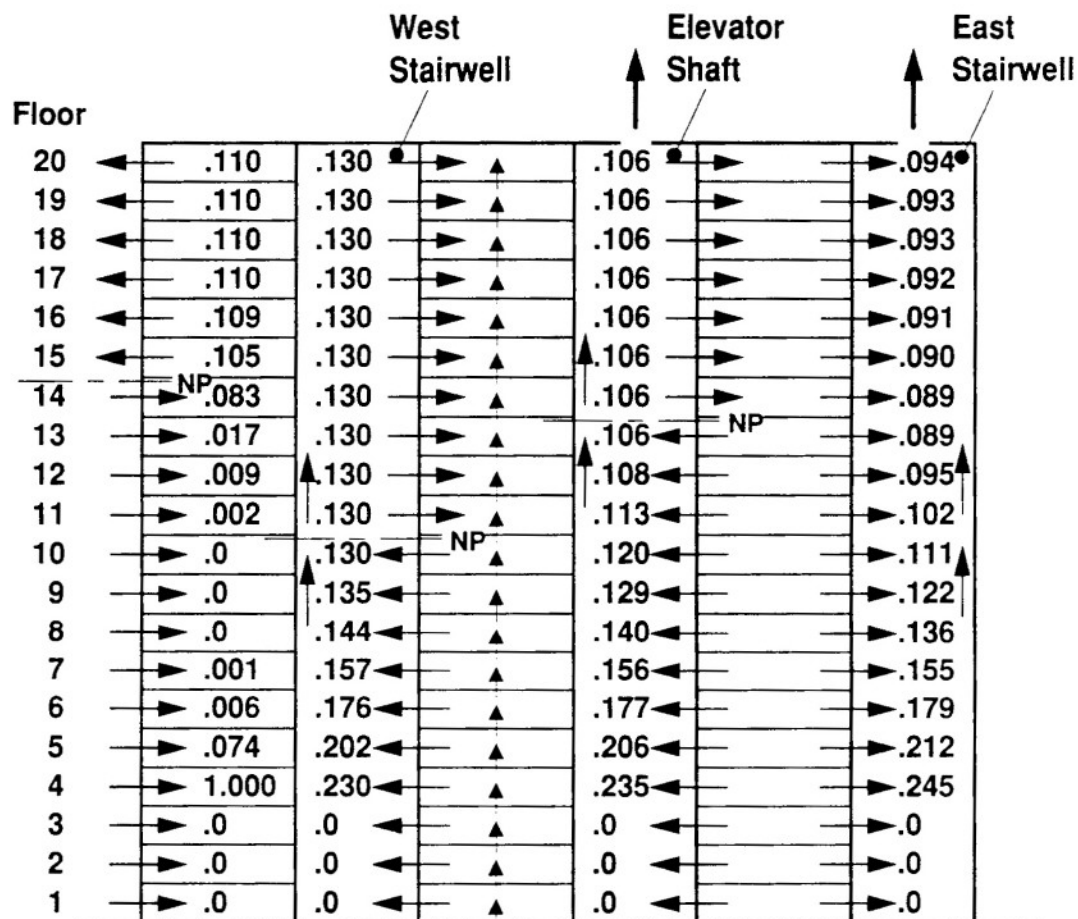 West Stairwell
Elevator Shaft
East Stairwell
Floor
20 .110 .130 .106 .094
19 .110 .130 .106 .093
18 .110 .130 .106 .093
17 .110 .130 .106 .092
16 .109 .130 .106 .091
15 .105 .130 .106 .090
NP
14 .083 .130 .106 .089
NP
13 .017 .130 .106 .089
12 .009 .130 .108 .095
11 .002 .130 .113 .102
NP
10 .0 .130 .120 .111
9 .0 .135 .129 .122
8 .0 .144 .140 .136
7 .001 .157 .156 .155
6 .006 .176 .177 .179
5 .074 .202 .206 .212
4 1.000 .230 .235 .245
3 .0 .0 .0 .0
2 .0 .0 .0 .0
1 .0 .0 .0 .0